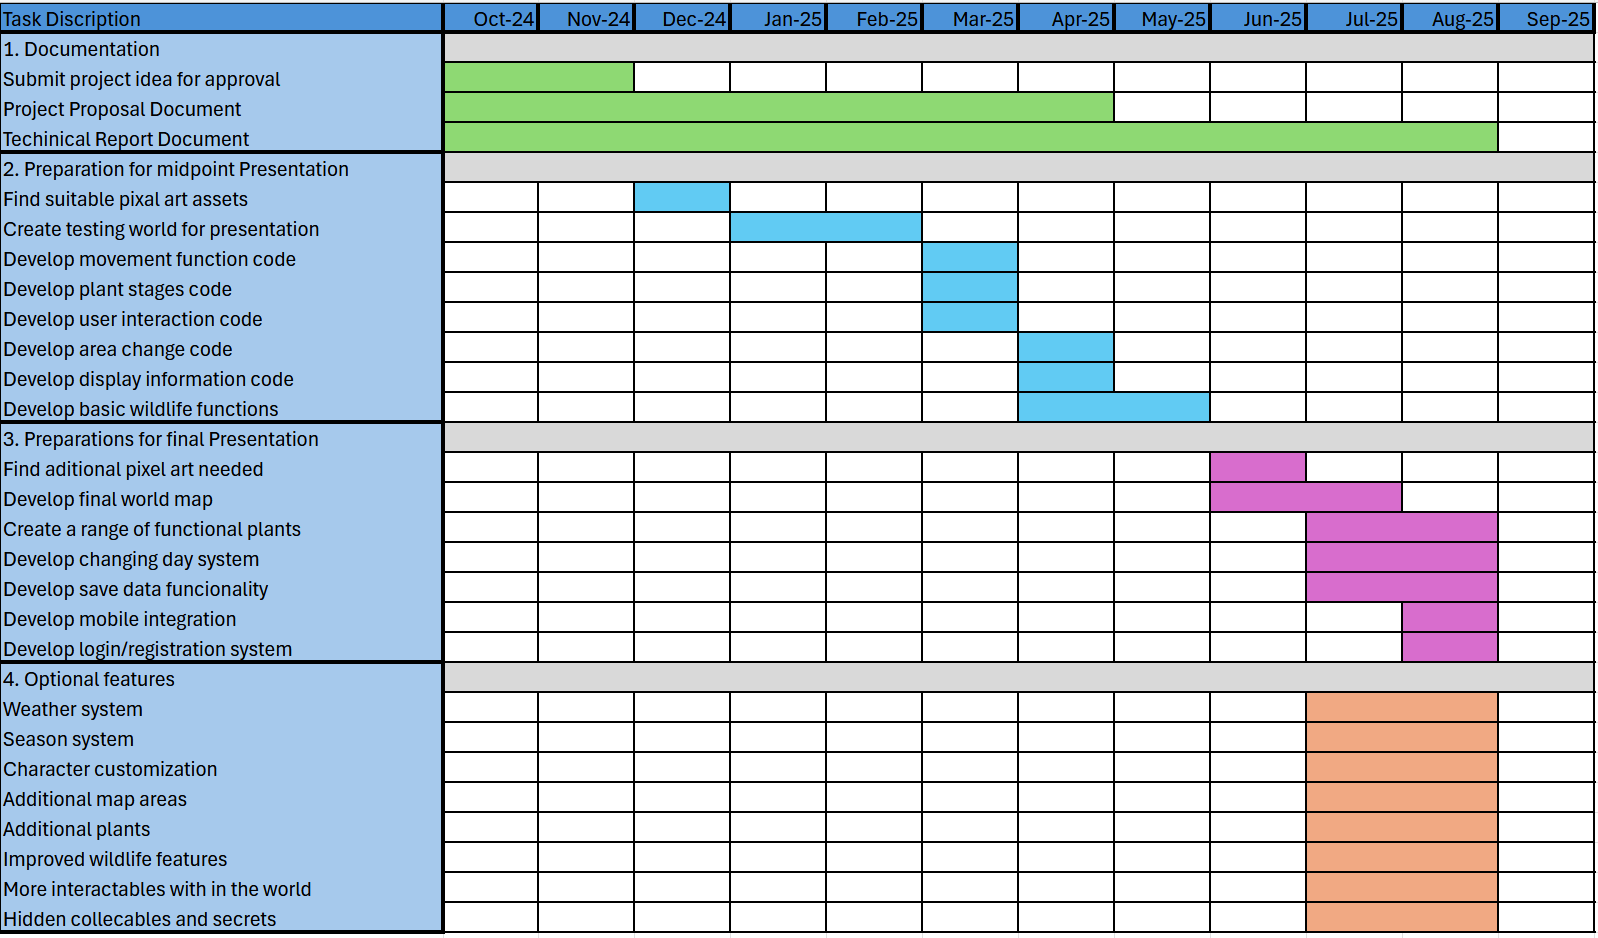 Task Discription Oct-24 Nov-24 Dec-24 Jan-25 Feb-25 Mar-25 Apr-25 May-25 Jun-25 Jul-25 Aug-25 Sep-25
1. Documentation
Submit project idea for approval
Project Proposal Document
Techinical Report Document
2. Preparation for midpoint Presentation
Find suitable pixal art assets
Create testing world for presentation
Develop movement function code
Develop plant stages code
Develop user interaction code
Develop area change code
Develop display information code
Develop basic wildlife functions
3. Preparations for final Presentation
Find aditional pixel art needed
Develop final world map
Create a range of functional plants
Develop changing day system
Develop save data funcionality
Develop mobile integration
Develop login/registration system
4. Optional features
Weather system
Season system
Character customization
Additional map areas
Additional plants
Improved wildlife features
More interactables with in the world
Hidden collecables and secrets